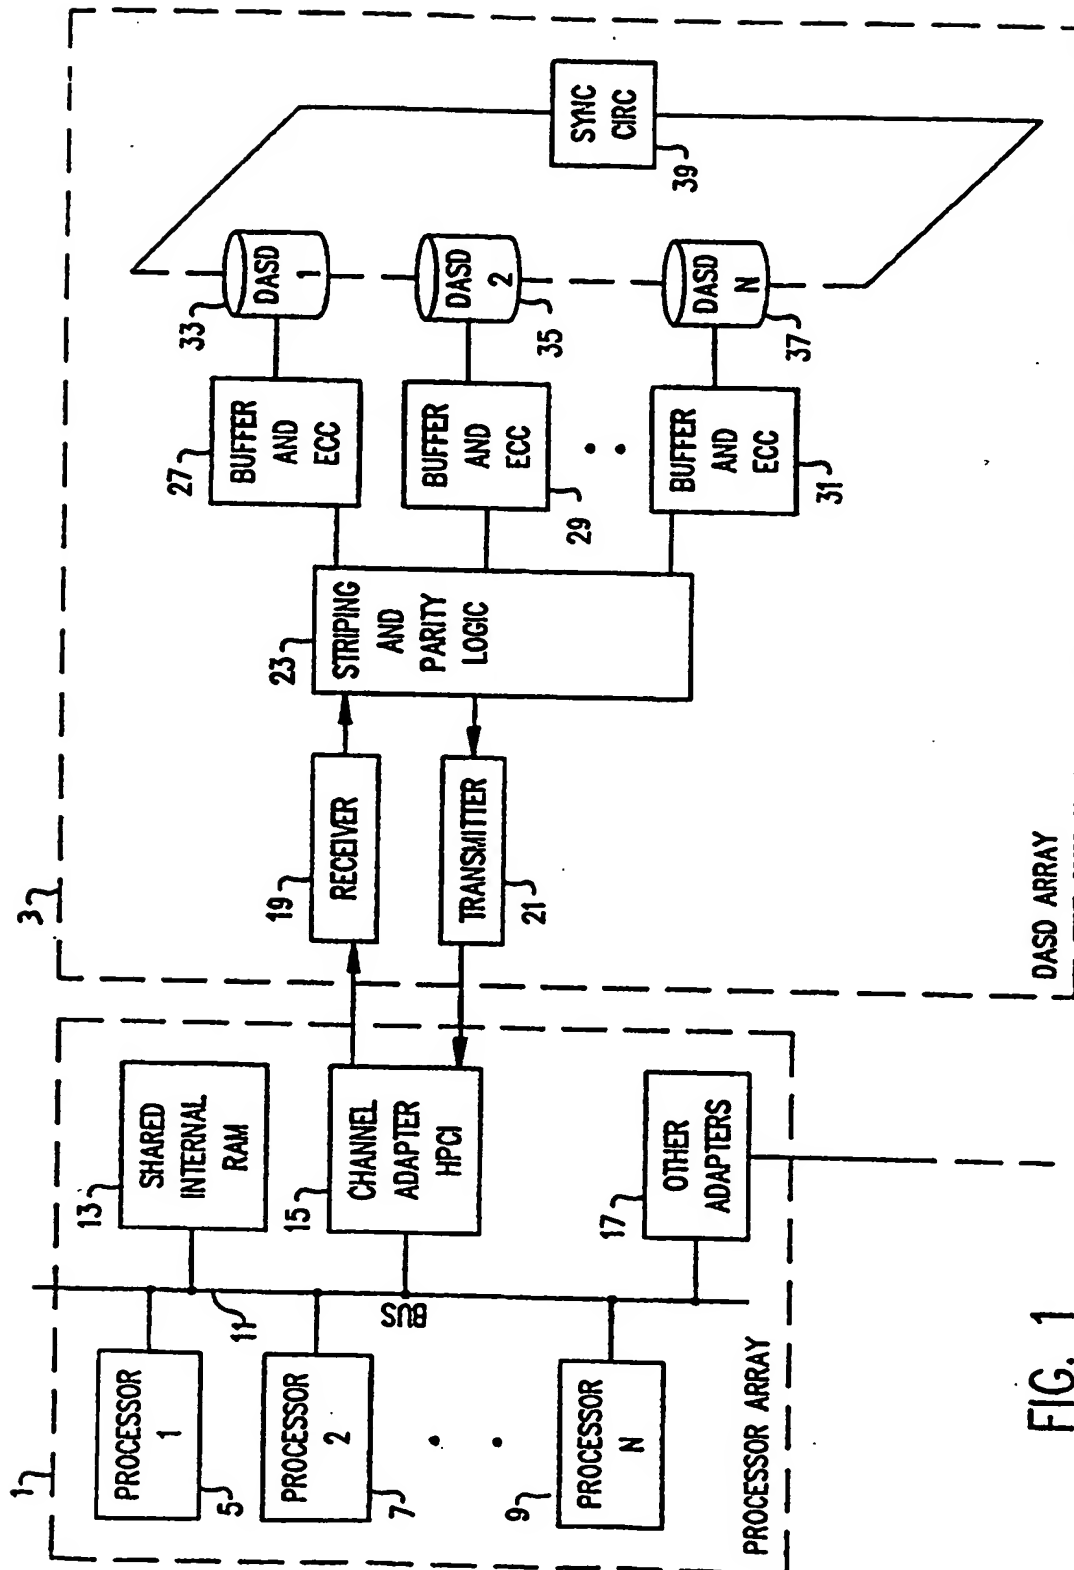 1
PROCESSOR
1
5
PROCESSOR
2
7
PROCESSOR
N
9
PROCESSOR ARRAY
11
BUS
13
SHARED
INTERNAL
RAM
15
CHANNEL
ADAPTER
HPCI
17
OTHER
ADAPTERS
3
19
RECEIVER
TRANSMITTER
21
23
STRIPING
AND
PARITY
LOGIC
27
BUFFER
AND
ECC
BUFFER
AND
ECC
29
BUFFER
AND
ECC
31
33
DASD
1
DASD
2
35
DASD
N
37
SYNC
CIRC
39
DASD ARRAY
FIG. 1